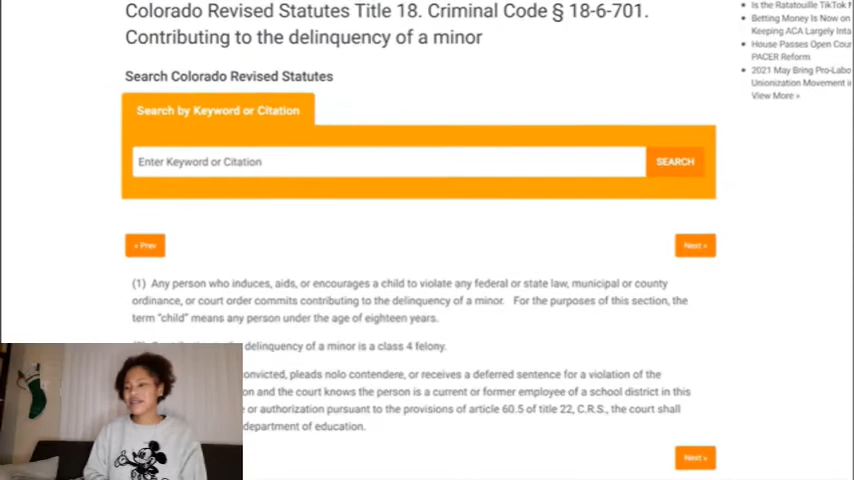 Colorado Revised Statutes Title 18. Criminal Code § 18-6-701.
Contributing to the delinquency of a minor
Search Colorado Revised Statutes
Search by Keyword or Citation
Enter Keyword or Citation
SEARCH
« Prev
Next »
(1) Any person who induces, aids, or encourages a child to violate any federal or state law, municipal or county
ordinance, or court order commits contributing to the delinquency of a minor. For the purposes of this section, the
term "child" means any person under the age of eighteen years.
delinquency of a minor is a class 4 felony.
convicted, pleads nolo contendere, or receives a deferred sentence for a violation of the
on and the court knows the person is a current or former employee of a school district in this
e or authorization pursuant to the provisions of article 60.5 of title 22, C.R.S., the court shall
department of education.
Next »
Is the Ratatouille TikTok
Betting Money Is Now on
Keeping ACA Largely Inta
House Passes Open Cour
PACER Reform
2021 May Bring Pro-Labo
Unionization Movement i
View More »